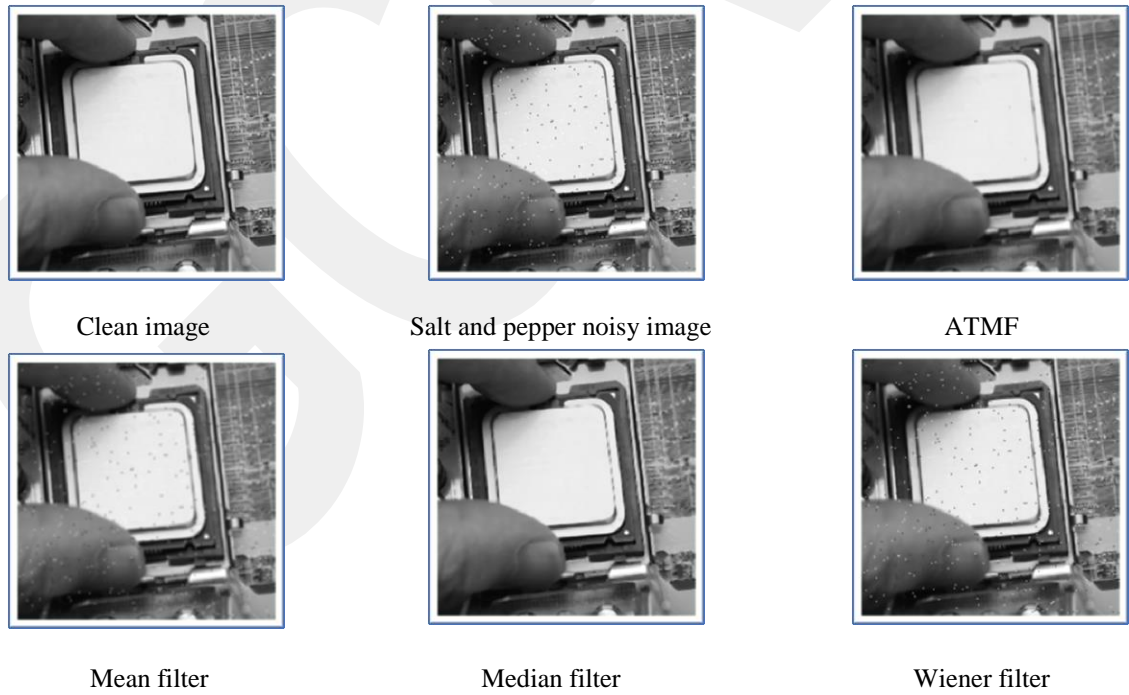 Clean image
Salt and pepper noisy image
ATMF
Mean filter
Median filter
Wiener filter